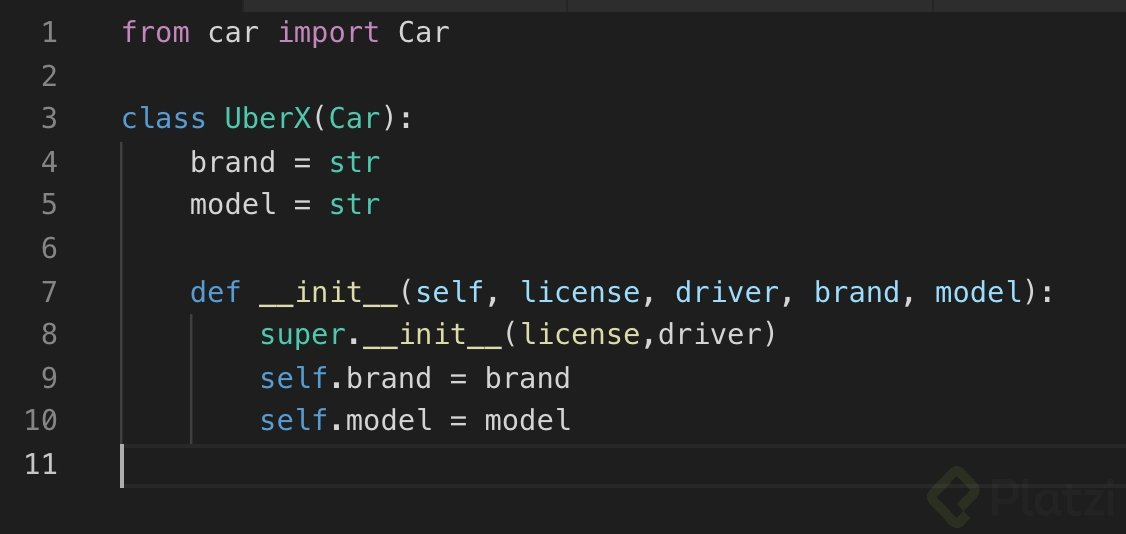 1 from car import Car
2
3 class UberX(Car):
4     brand = str
5     model = str
6
7     def __init__(self, license, driver, brand, model):
8         super.__init__(license,driver)
9         self.brand = brand
10         self.model = model
11
Platzi